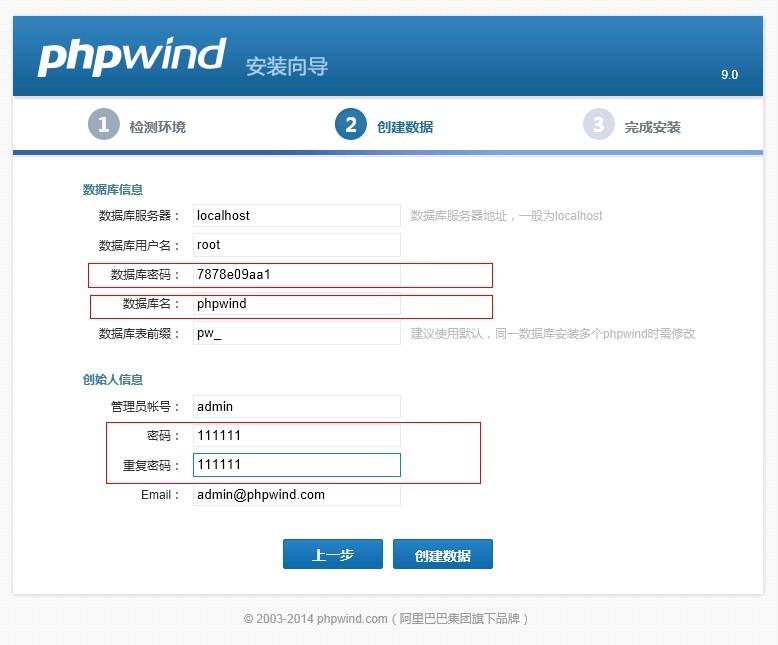 phpwind 安装向导
9.0
1 检测环境 2 创建数据 3 完成安装
数据库信息
数据库服务器： localhost 数据库服务器地址，一般为localhost
数据库用户名： root
数据库密码： 7878e09aa1
数据库名： phpwind
数据库表前缀： pw_ 建议使用默认，同一数据库安装多个phpwind时需修改
创始人信息
管理员帐号： admin
密码： 111111
重复密码： 111111
Email： admin@phpwind.com
上一步 创建数据
© 2003-2014 phpwind.com（阿里巴巴集团旗下品牌）